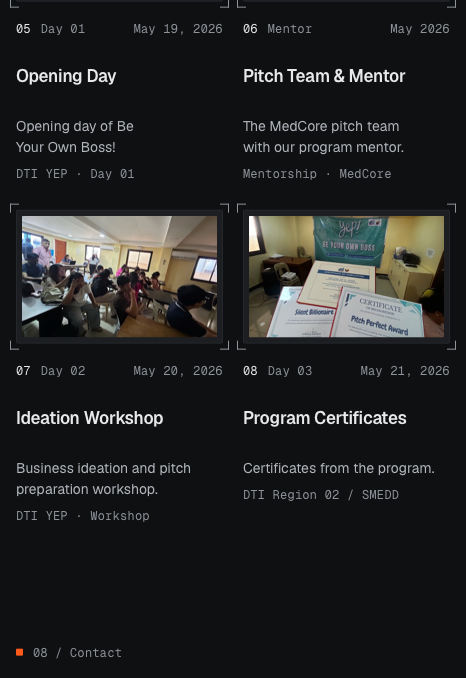 05 Day 01 May 19, 2026
Opening Day
Opening day of Be
Your Own Boss!
DTI YEP · Day 01
06 Mentor May 2026
Pitch Team & Mentor
The MedCore pitch team
with our program mentor.
Mentorship · MedCore
07 Day 02 May 20, 2026
Ideation Workshop
Business ideation and pitch
preparation workshop.
DTI YEP · Workshop
yep!
BE YOUR OWN BOSS
Silent Billionaire
CERTIFICATE
Pitch Perfect Award
08 Day 03 May 21, 2026
Program Certificates
Certificates from the program.
DTI Region 02 / SMEDD
08 / Contact